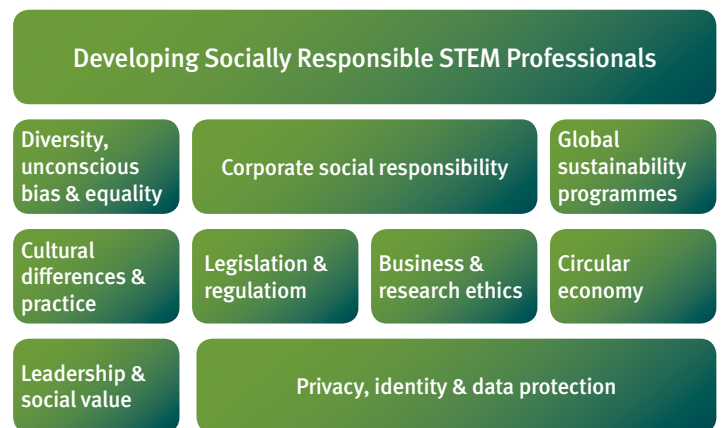 Developing Socially Responsible STEM Professionals
Diversity,
unconscious
bias & equality
Corporate social responsibility
Global
sustainability
programmes
Cultural
differences &
practice
Legislation &
regulatiom
Business &
research ethics
Circular
economy
Leadership &
social value
Privacy, identity & data protection